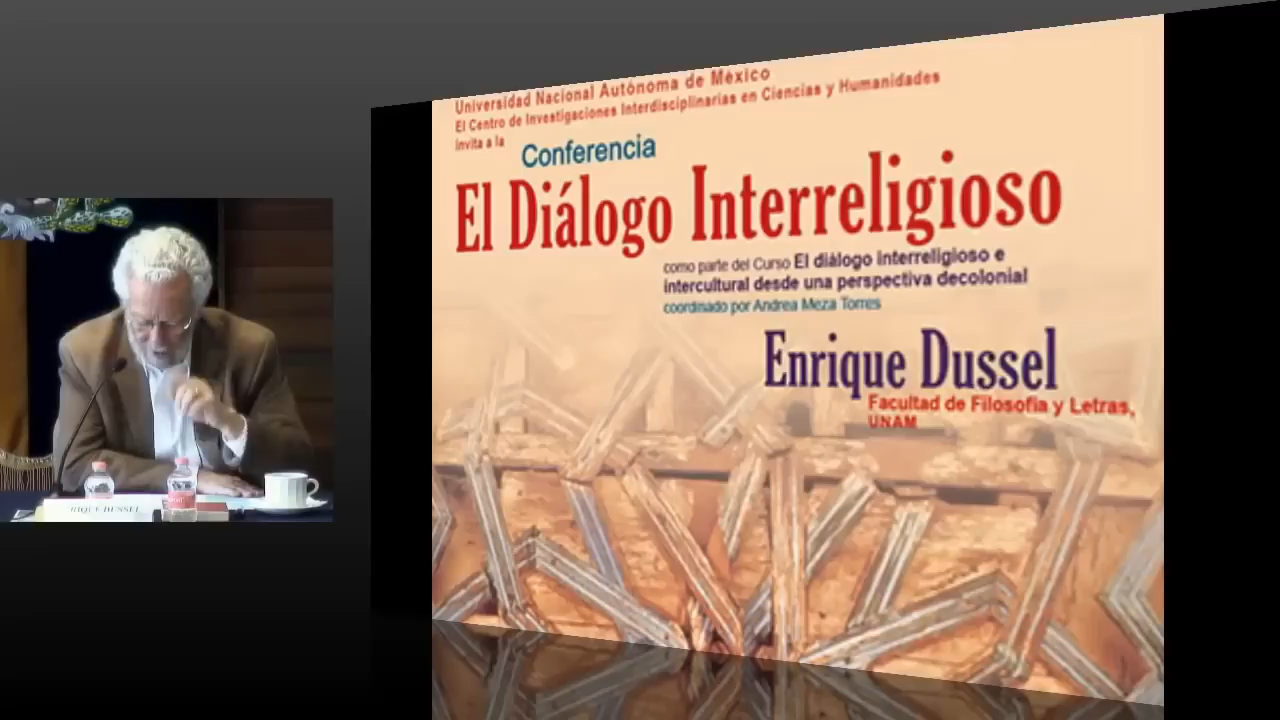 Universidad Nacional Autónoma de México
El Centro de Investigaciones Interdisciplinarias en Ciencias y Humanidades
Invita a la
Conferencia
El Diálogo Interreligioso
como parte del Curso El diálogo interreligioso e
intercultural desde una perspectiva decolonial
coordinado por Andrea Meza Torres
Enrique Dussel
Facultad de Filosofía y Letras,
UNAM
RIQUE DUSSEL